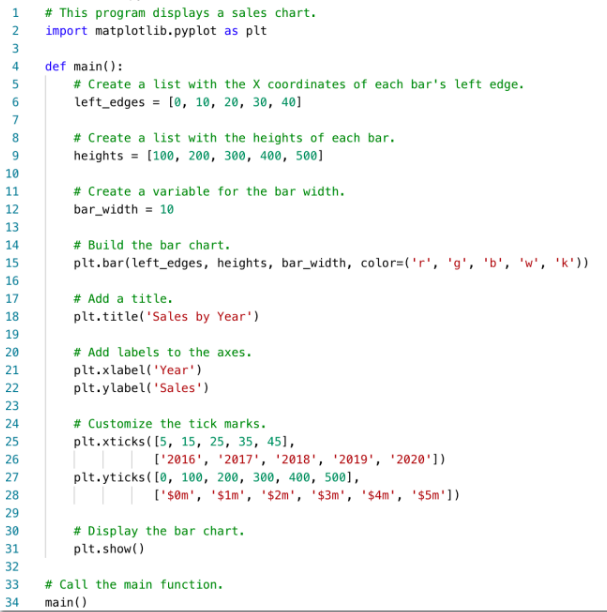 1 # This program displays a sales chart.
2 import matplotlib.pyplot as plt
3
4 def main():
5     # Create a list with the X coordinates of each bar's left edge.
6     left_edges = [0, 10, 20, 30, 40]
7
8     # Create a list with the heights of each bar.
9     heights = [100, 200, 300, 400, 500]
10
11     # Create a variable for the bar width.
12     bar_width = 10
13
14     # Build the bar chart.
15     plt.bar(left_edges, heights, bar_width, color=('r', 'g', 'b', 'w', 'k'))
16
17     # Add a title.
18     plt.title('Sales by Year')
19
20     # Add labels to the axes.
21     plt.xlabel('Year')
22     plt.ylabel('Sales')
23
24     # Customize the tick marks.
25     plt.xticks([5, 15, 25, 35, 45],
26                ['2016', '2017', '2018', '2019', '2020'])
27     plt.yticks([0, 100, 200, 300, 400, 500],
28                ['$0m', '$1m', '$2m', '$3m', '$4m', '$5m'])
29
30     # Display the bar chart.
31     plt.show()
32
33 # Call the main function.
34 main()